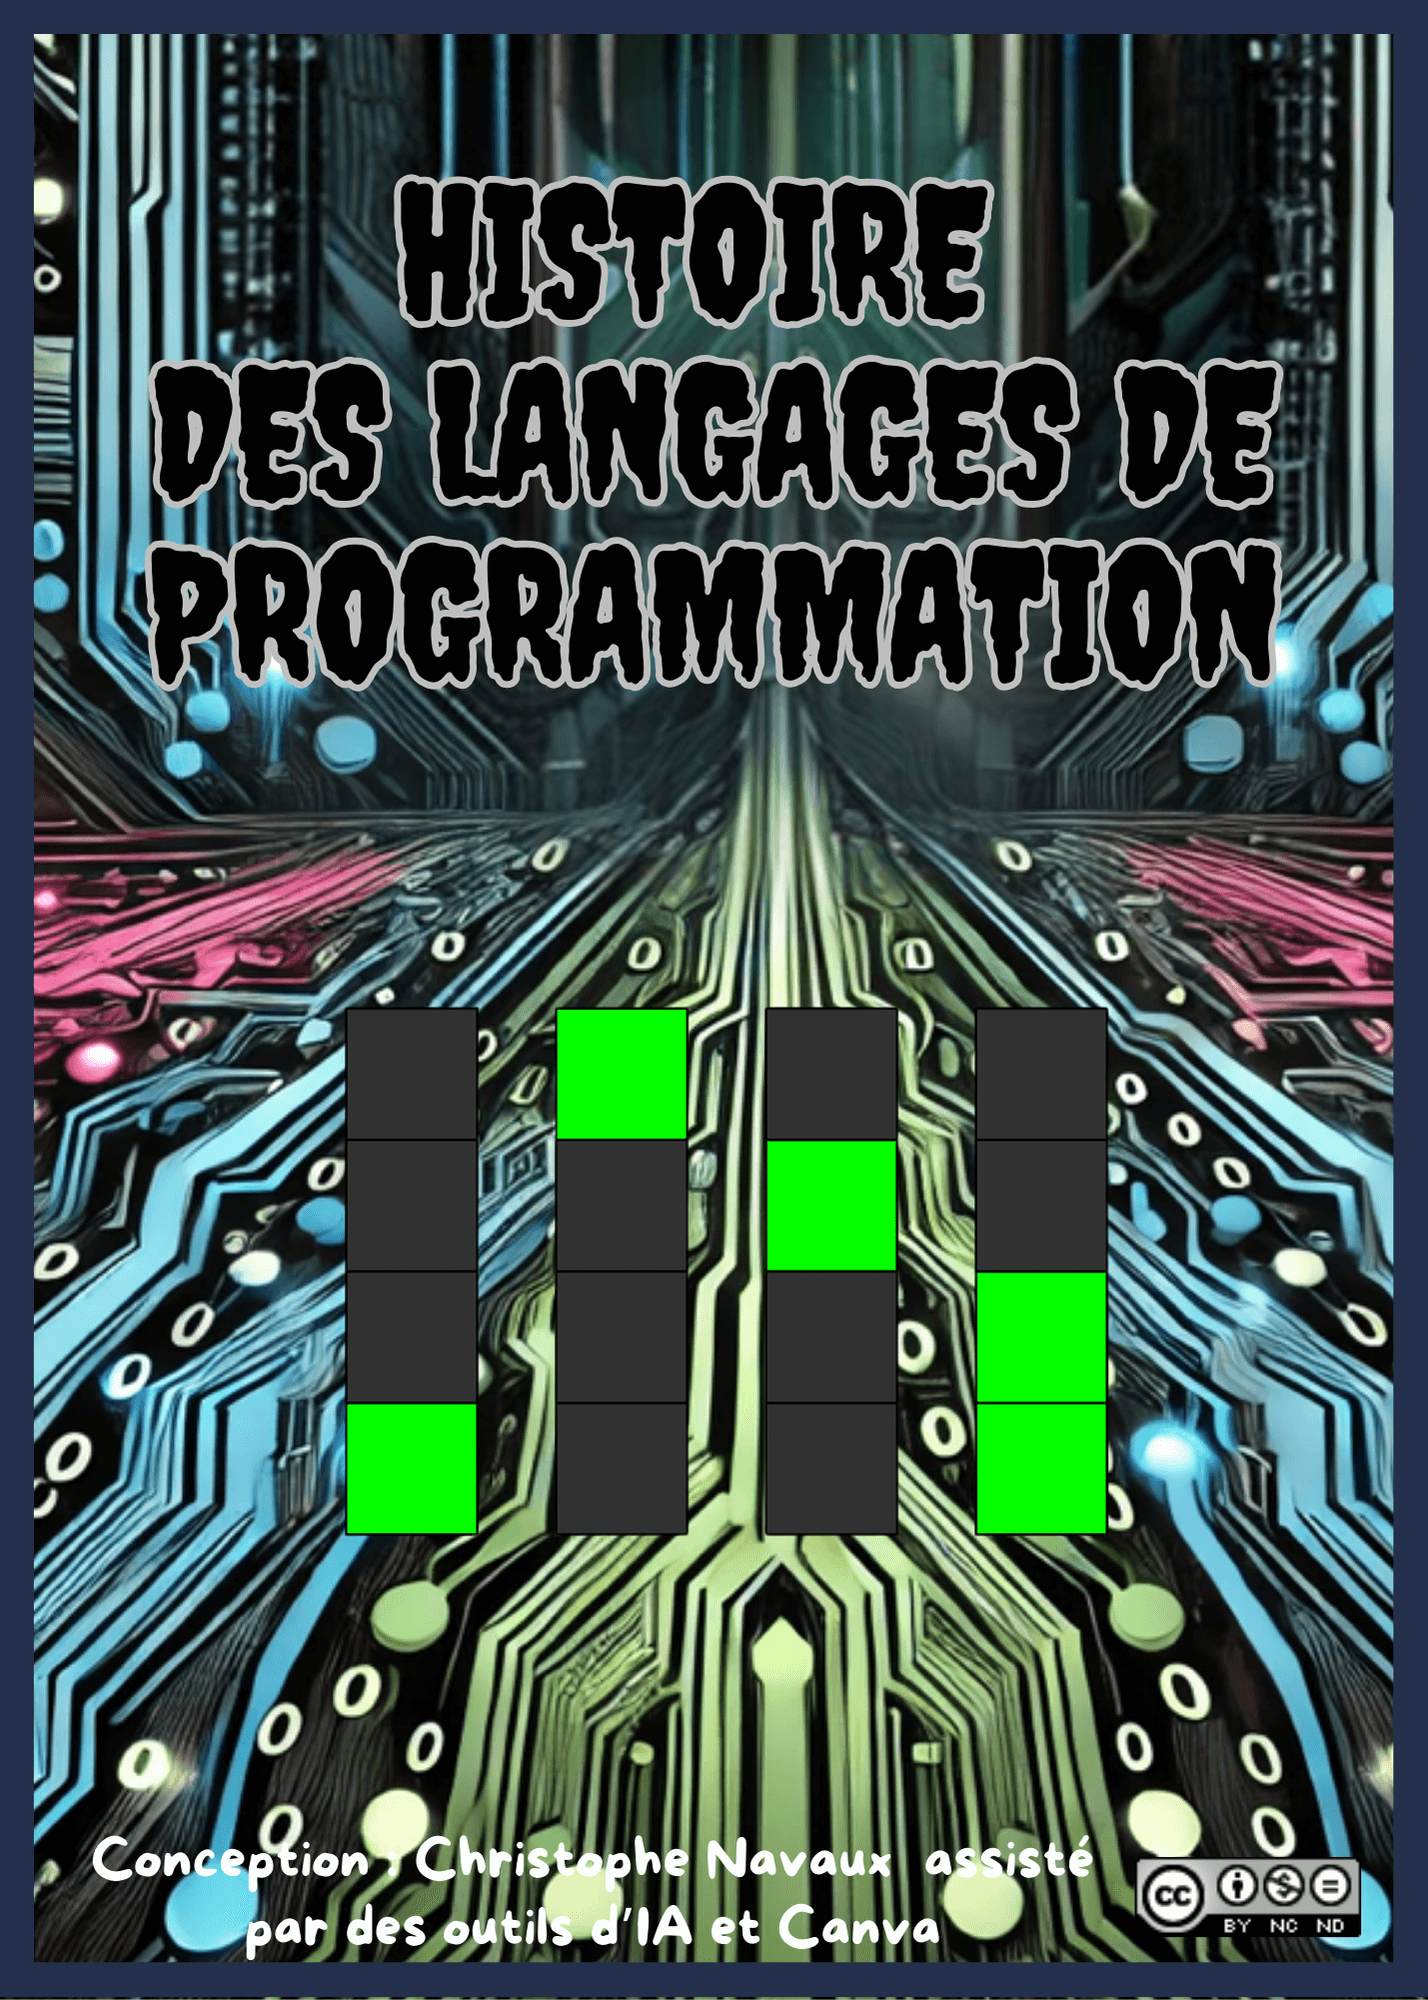 HISTOIRE
DES LANGAGES DE
PROGRAMMATION
Conception : Christophe Navaux assisté
par des outils d'IA et Canva
cc
BY NC ND